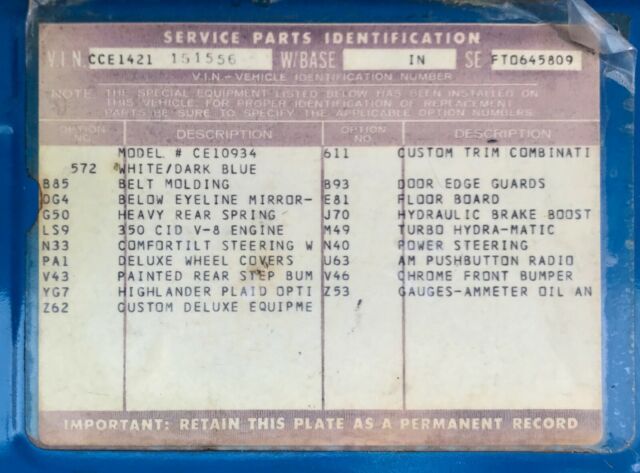 SERVICE PARTS IDENTIFICATION
V.I.N. CCE1421 151556 W/BASE IN SE FT0645809
V.I.N.-VEHICLE IDENTIFICATION NUMBER
NOTE: THE SPECIAL EQUIPMENT LISTED BELOW HAS BEEN INSTALLED ON
THIS VEHICLE. FOR PROPER IDENTIFICATION OF REPLACEMENT
PARTS BE SURE TO SPECIFY THE APPLICABLE OPTION NUMBERS.
OPTION NO. DESCRIPTION OPTION NO. DESCRIPTION
MODEL # CE10934 611 CUSTOM TRIM COMBINATI
572 WHITE/DARK BLUE
B85 BELT MOLDING B93 DOOR EDGE GUARDS
DG4 BELOW EYELINE MIRROR- E81 FLOOR BOARD
G50 HEAVY REAR SPRING J70 HYDRAULIC BRAKE BOOST
LS9 350 CID V-8 ENGINE M49 TURBO HYDRA-MATIC
N33 COMFORTILT STEERING W N40 POWER STEERING
PA1 DELUXE WHEEL COVERS U63 AM PUSHBUTTON RADIO
V43 PAINTED REAR STEP BUM V46 CHROME FRONT BUMPER
YG7 HIGHLANDER PLAID OPTI Z53 GAUGES-AMMETER OIL AN
Z62 CUSTOM DELUXE EQUIPME
IMPORTANT: RETAIN THIS PLATE AS A PERMANENT RECORD